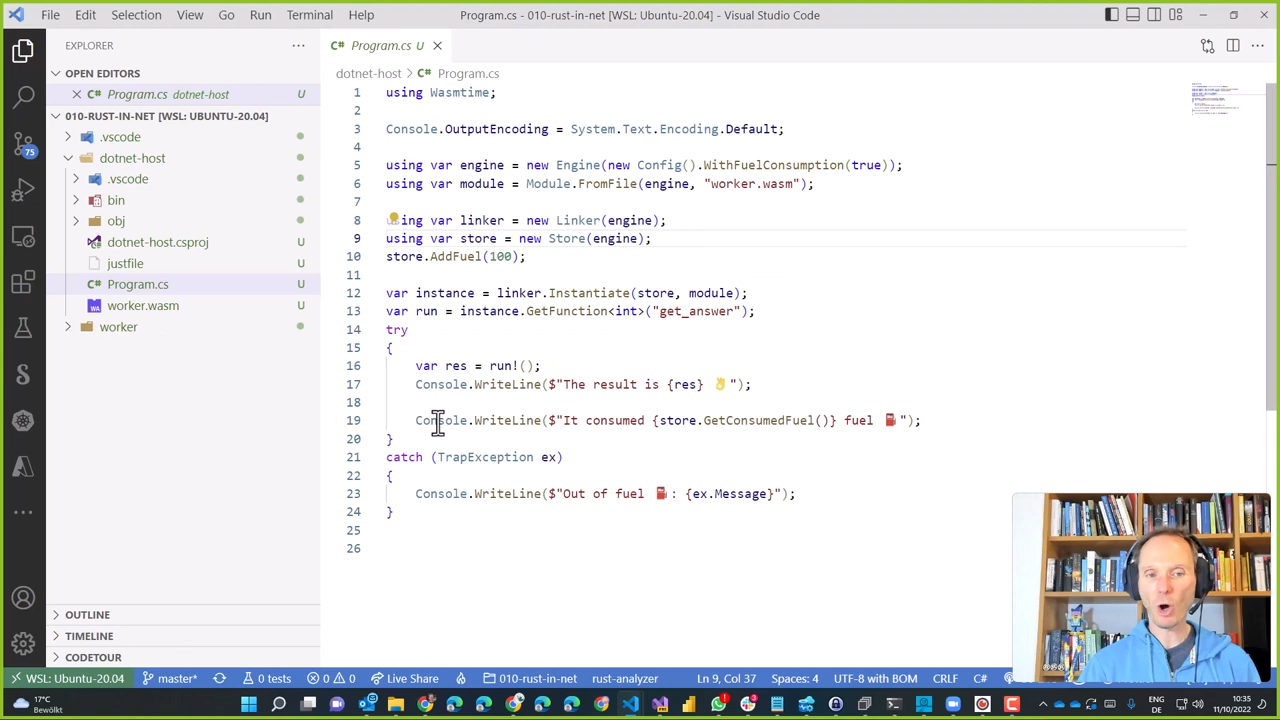 File Edit Selection View Go Run Terminal Help
Program.cs - 010-rust-in-net [WSL: Ubuntu-20.04] - Visual Studio Code
EXPLORER
OPEN EDITORS
Program.cs dotnet-host U
010-RUST-IN-NET [WSL: UBUNTU-20.04]
.vscode
dotnet-host
.vscode
bin
obj
dotnet-host.csproj U
justfile U
Program.cs U
worker.wasm U
worker
OUTLINE
TIMELINE
CODETOUR
75
Program.cs U
dotnet-host > Program.cs
1 using Wasmtime;
2
3 Console.OutputEncoding = System.Text.Encoding.Default;
4
5 using var engine = new Engine(new Config().WithFuelConsumption(true));
6 using var module = Module.FromFile(engine, "worker.wasm");
7
8 using var linker = new Linker(engine);
9 using var store = new Store(engine);
10 store.AddFuel(100);
11
12 var instance = linker.Instantiate(store, module);
13 var run = instance.GetFunction<int>("get_answer");
14 try
15 {
16 var res = run!();
17 Console.WriteLine($"The result is {res} 👌");
18
19 Console.WriteLine($"It consumed {store.GetConsumedFuel()} fuel ⛽");
20 }
21 catch (TrapException ex)
22 {
23 Console.WriteLine($"Out of fuel ⛽: {ex.Message}");
24 }
25
26
WSL: Ubuntu-20.04 master* 0 tests 0 0 Live Share 010-rust-in-net rust-analyzer Ln 9, Col 37 Spaces: 4 UTF-8 with BOM CRLF C#
17°C
Bewölkt
ENG
DE
10:35
11/10/2022